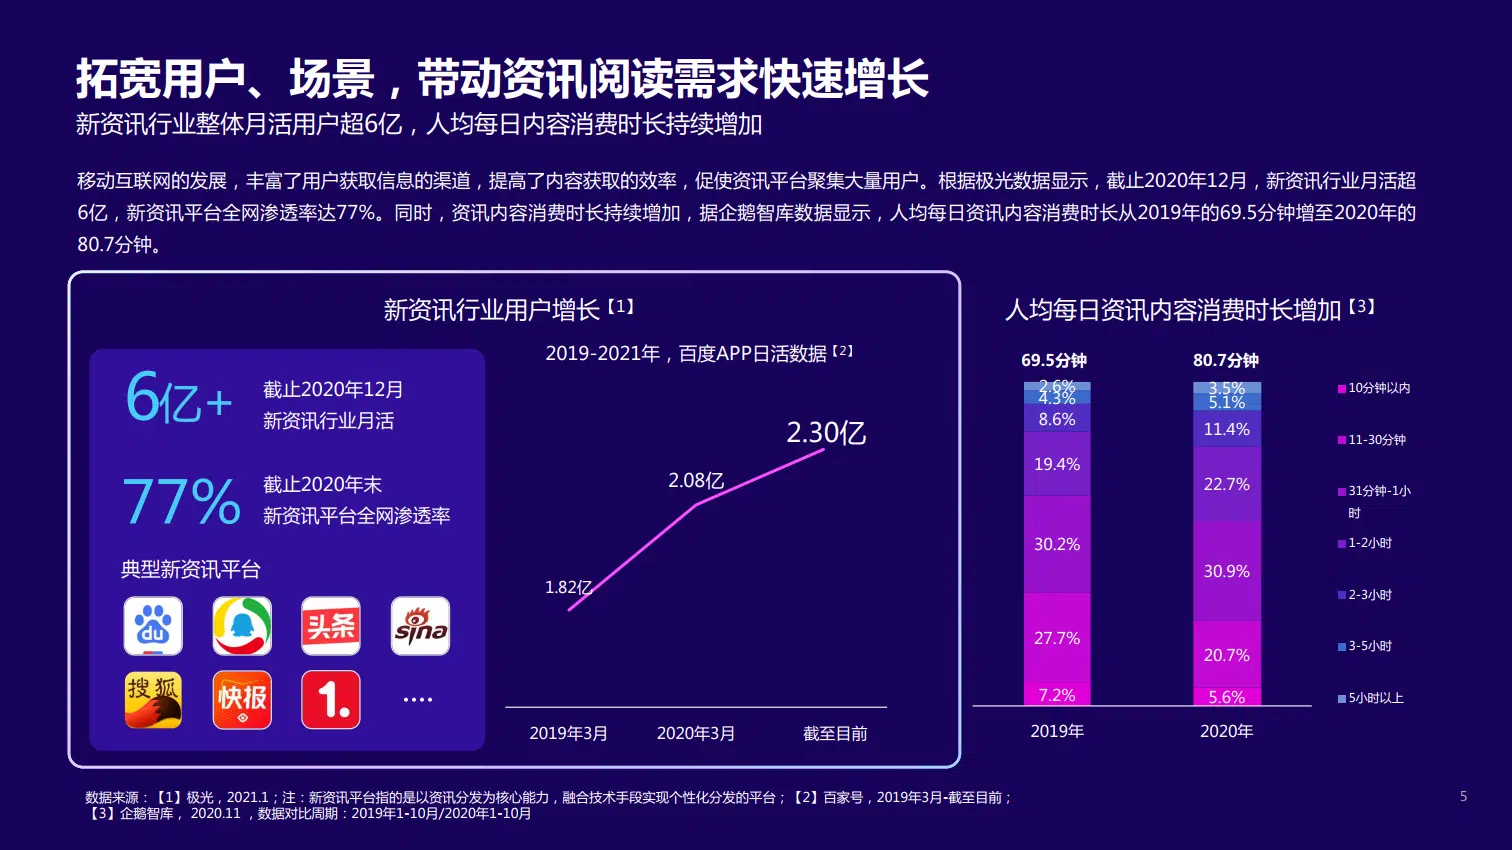 拓宽用户、场景，带动资讯阅读需求快速增长
新资讯行业整体月活用户超6亿，人均每日内容消费时长持续增加
移动互联网的发展，丰富了用户获取信息的渠道，提高了内容获取的效率，促使资讯平台聚集大量用户。根据极光数据显示，截止2020年12月，新资讯行业月活超
6亿，新资讯平台全网渗透率达77%。同时，资讯内容消费时长持续增加，据企鹅智库数据显示，人均每日资讯内容消费时长从2019年的69.5分钟增至2020年的
80.7分钟。
新资讯行业用户增长【1】
6亿+
截止2020年12月
新资讯行业月活
77%
截止2020年末
新资讯平台全网渗透率
典型新资讯平台
du
头条
sina
搜狐
快报
1.
····
2019-2021年，百度APP日活数据【2】
2.30亿
2.08亿
1.82亿
2019年3月
2020年3月
截至目前
人均每日资讯内容消费时长增加【3】
69.5分钟
80.7分钟
2.6%
4.3%
8.6%
19.4%
30.2%
27.7%
7.2%
3.5%
5.1%
11.4%
22.7%
30.9%
20.7%
5.6%
2019年
2020年
10分钟以内
11-30分钟
31分钟-1小
时
1-2小时
2-3小时
3-5小时
5小时以上
数据来源：【1】极光，2021.1；注：新资讯平台指的是以资讯分发为核心能力，融合技术手段实现个性化分发的平台；【2】百家号，2019年3月-截至目前；
【3】企鹅智库， 2020.11 ，数据对比周期：2019年1-10月/2020年1-10月
5